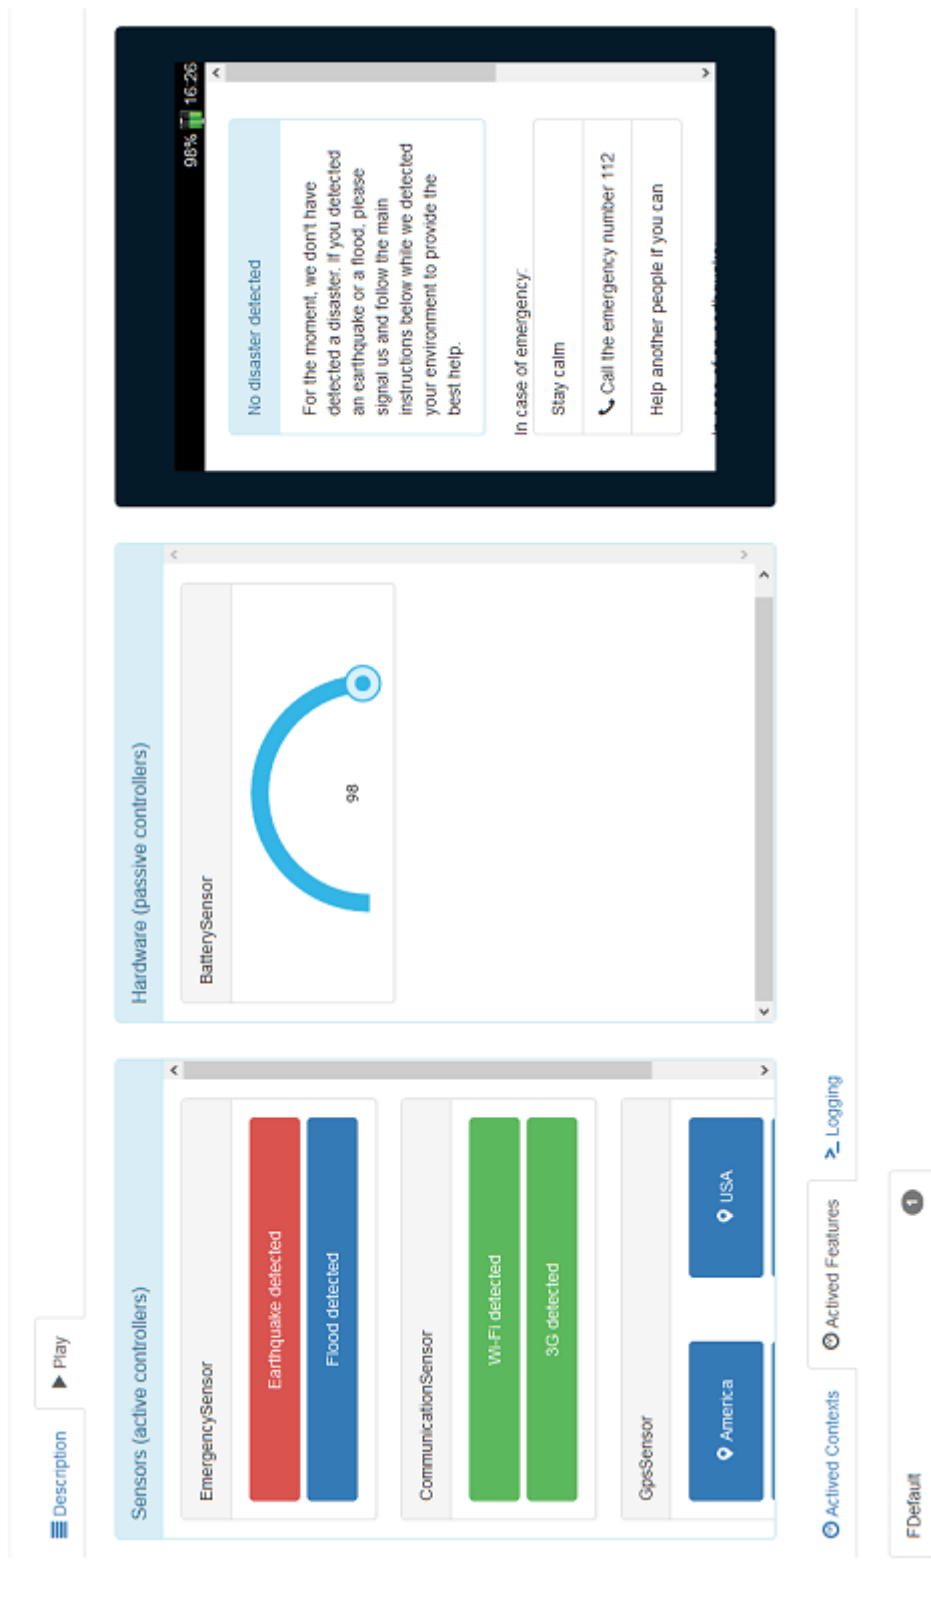 Description
Play
Sensors (active controllers)
EmergencySensor
Earthquake detected
Flood detected
CommunicationSensor
Wi-Fi detected
3G detected
GpsSensor
America
USA
Hardware (passive controllers)
BatterySensor
98
98% 16:26
No disaster detected
For the moment, we don't have
detected a disaster. If you detected
an earthquake or a flood, please
signal us and follow the main
instructions below while we detected
your environment to provide the
best help.
In case of emergency:
Stay calm
Call the emergency number 112
Help another people if you can
Actived Contexts
Actived Features
>_ Logging
FDefault
1